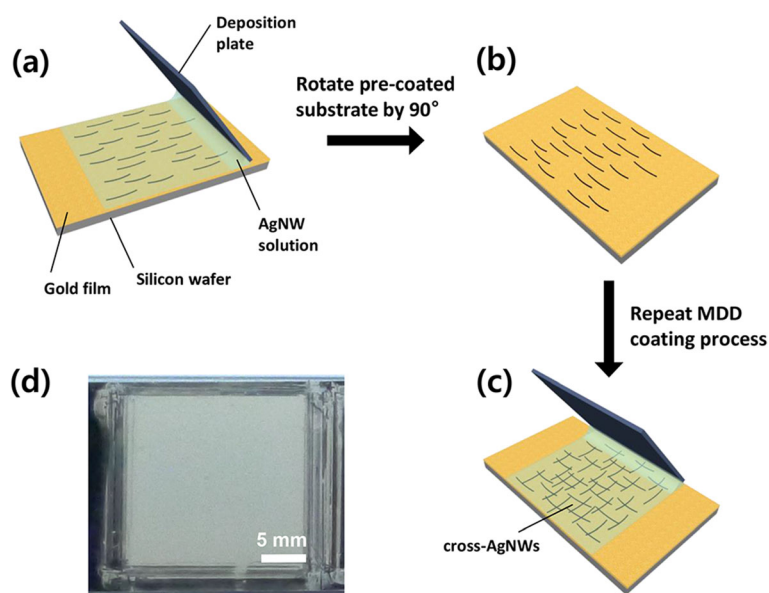 Deposition
plate
(a)
Rotate pre-coated
substrate by 90°
(b)
AgNW
solution
Gold film
Silicon wafer
Repeat MDD
coating process
(d)
(c)
5 mm
cross-AgNWs